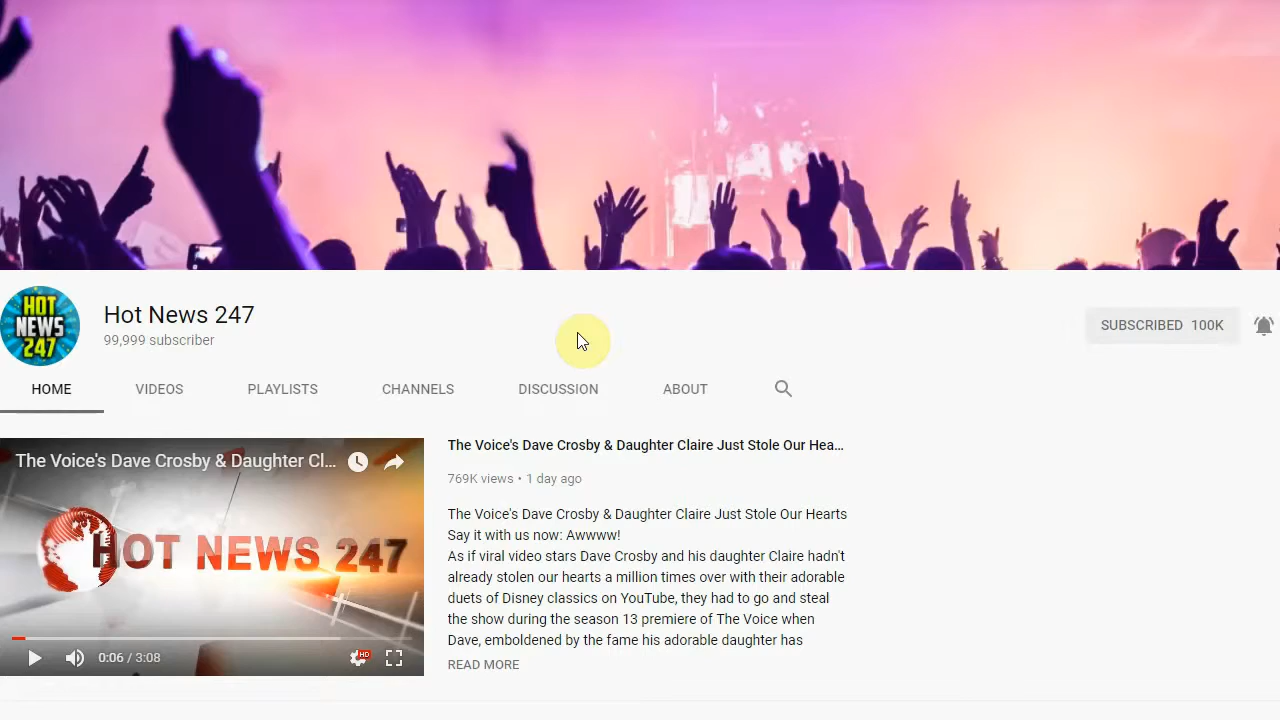 HOT
NEWS
247
Hot News 247
99,999 subscriber
SUBSCRIBED 100K
HOME VIDEOS PLAYLISTS CHANNELS DISCUSSION ABOUT
The Voice's Dave Crosby & Daughter Cl...
HOT NEWS 247
0:06 / 3:08
HD
The Voice's Dave Crosby & Daughter Claire Just Stole Our Hea...
769K views • 1 day ago
The Voice's Dave Crosby & Daughter Claire Just Stole Our Hearts
Say it with us now: Awwww!
As if viral video stars Dave Crosby and his daughter Claire hadn't
already stolen our hearts a million times over with their adorable
duets of Disney classics on YouTube, they had to go and steal
the show during the season 13 premiere of The Voice when
Dave, emboldened by the fame his adorable daughter has
READ MORE